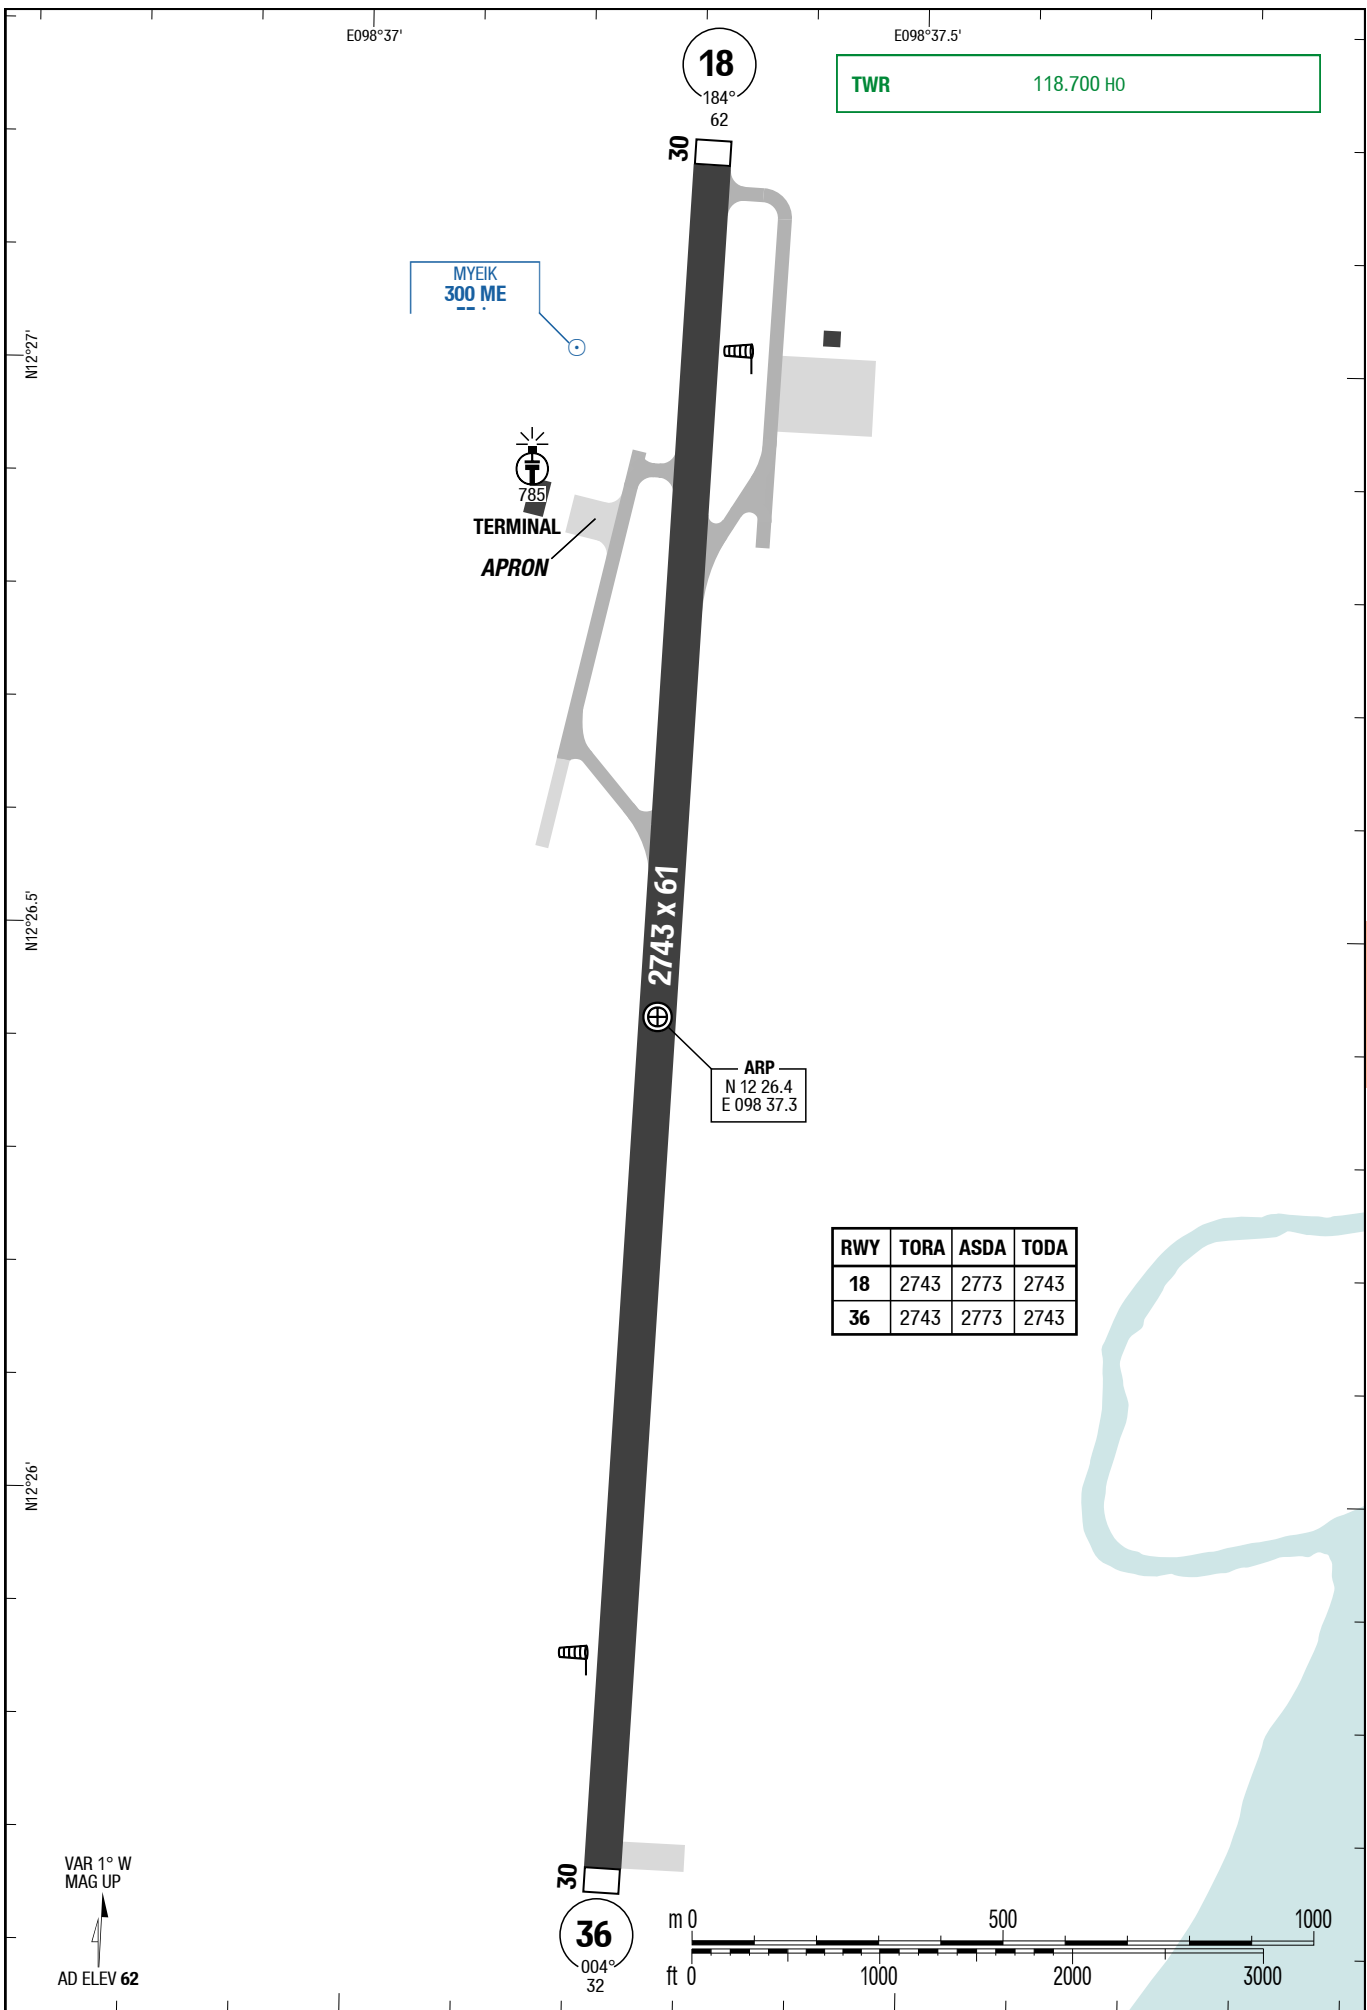 E098°37'
E098°37.5'
18
184°
62
TWR 118.700 HO
30
MYEIK
300 ME
N12°27'
785
TERMINAL
APRON
2743 x 61
N12°26.5'
ARP
N 12 26.4
E 098 37.3
RWY TORA ASDA TODA
18 2743 2773 2743
36 2743 2773 2743
N12°26'
30
36
004°
32
VAR 1° W
MAG UP
AD ELEV 62
m 0 500 1000
ft 0 1000 2000 3000